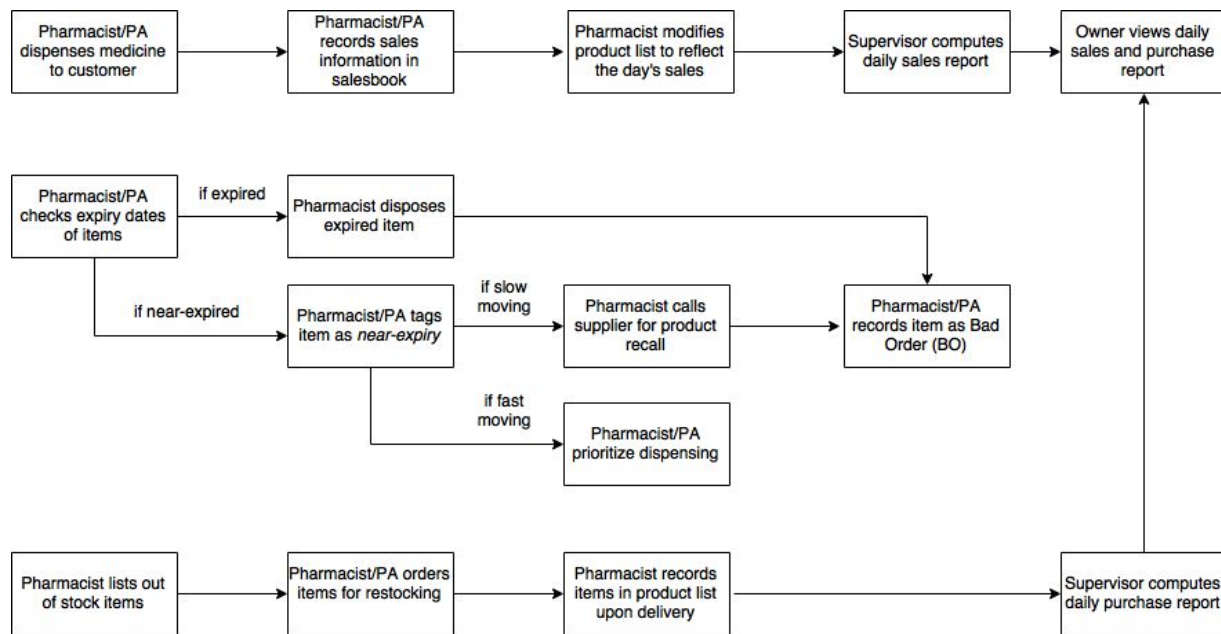 Pharmacist/PA
dispenses medicine
to customer
Pharmacist/PA
records sales
information in
salesbook
Pharmacist modifies
product list to reflect
the day's sales
Supervisor computes
daily sales report
Owner views daily
sales and purchase
report
Pharmacist/PA
checks expiry dates
of items
if expired
Pharmacist disposes
expired item
if near-expired
Pharmacist/PA tags
item as near-expiry
if slow
moving
Pharmacist calls
supplier for product
recall
Pharmacist/PA
records item as Bad
Order (BO)
if fast
moving
Pharmacist/PA
prioritize dispensing
Pharmacist lists out
of stock items
Pharmacist/PA orders
items for restocking
Pharmacist records
items in product list
upon delivery
Supervisor computes
daily purchase report